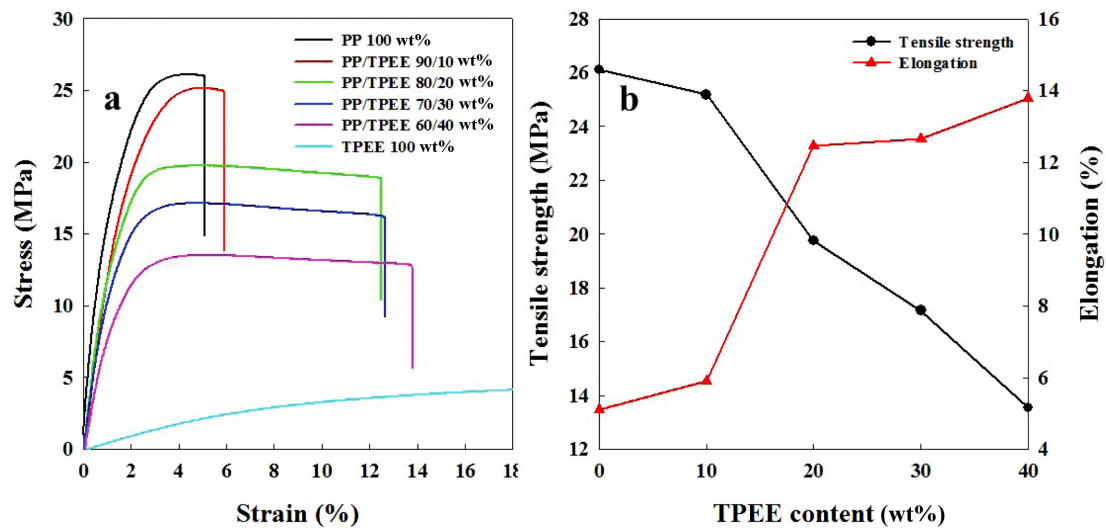 a
PP 100 wt%
PP/TPEE 90/10 wt%
PP/TPEE 80/20 wt%
PP/TPEE 70/30 wt%
PP/TPEE 60/40 wt%
TPEE 100 wt%
Stress (MPa)
30
25
20
15
10
5
0
0 2 4 6 8 10 12 14 16 18
Strain (%)
b
Tensile strength
Elongation
Tensile strength (MPa)
28
26
24
22
20
18
16
14
12
0 10 20 30 40
TPEE content (wt%)
16
14
12
10
8
6
4
Elongation (%)